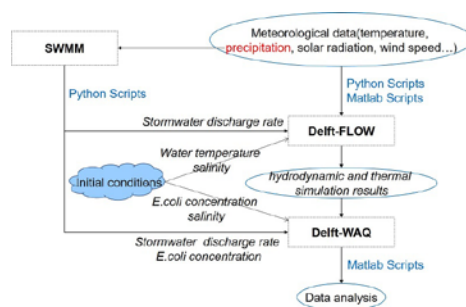 Meteorological data(temperature,
precipitation, solar radiation, wind speed…)
SWMM
Python Scripts
Python Scripts
Matlab Scripts
Stormwater discharge rate
Delft-FLOW
Water temperature
salinity
Initial conditions
hydrodynamic and thermal
simulation results
E.coli concentration
salinity
Delft-WAQ
Stormwater discharge rate
E.coli concentration
Matlab Scripts
Data analysis